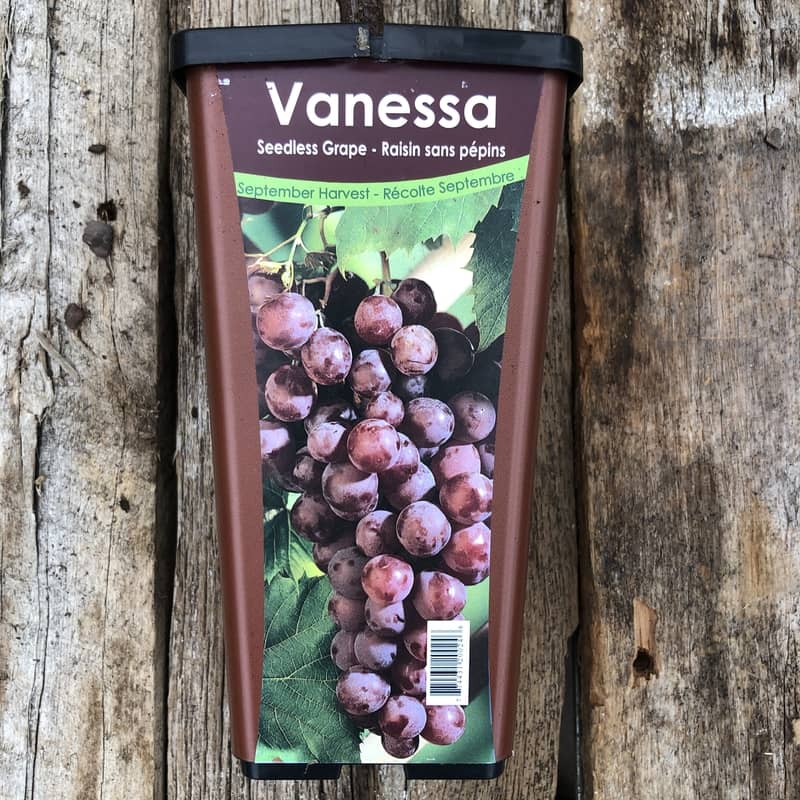 Vanessa
Seedless Grape - Raisin sans pépins
September Harvest - Récolte Septembre